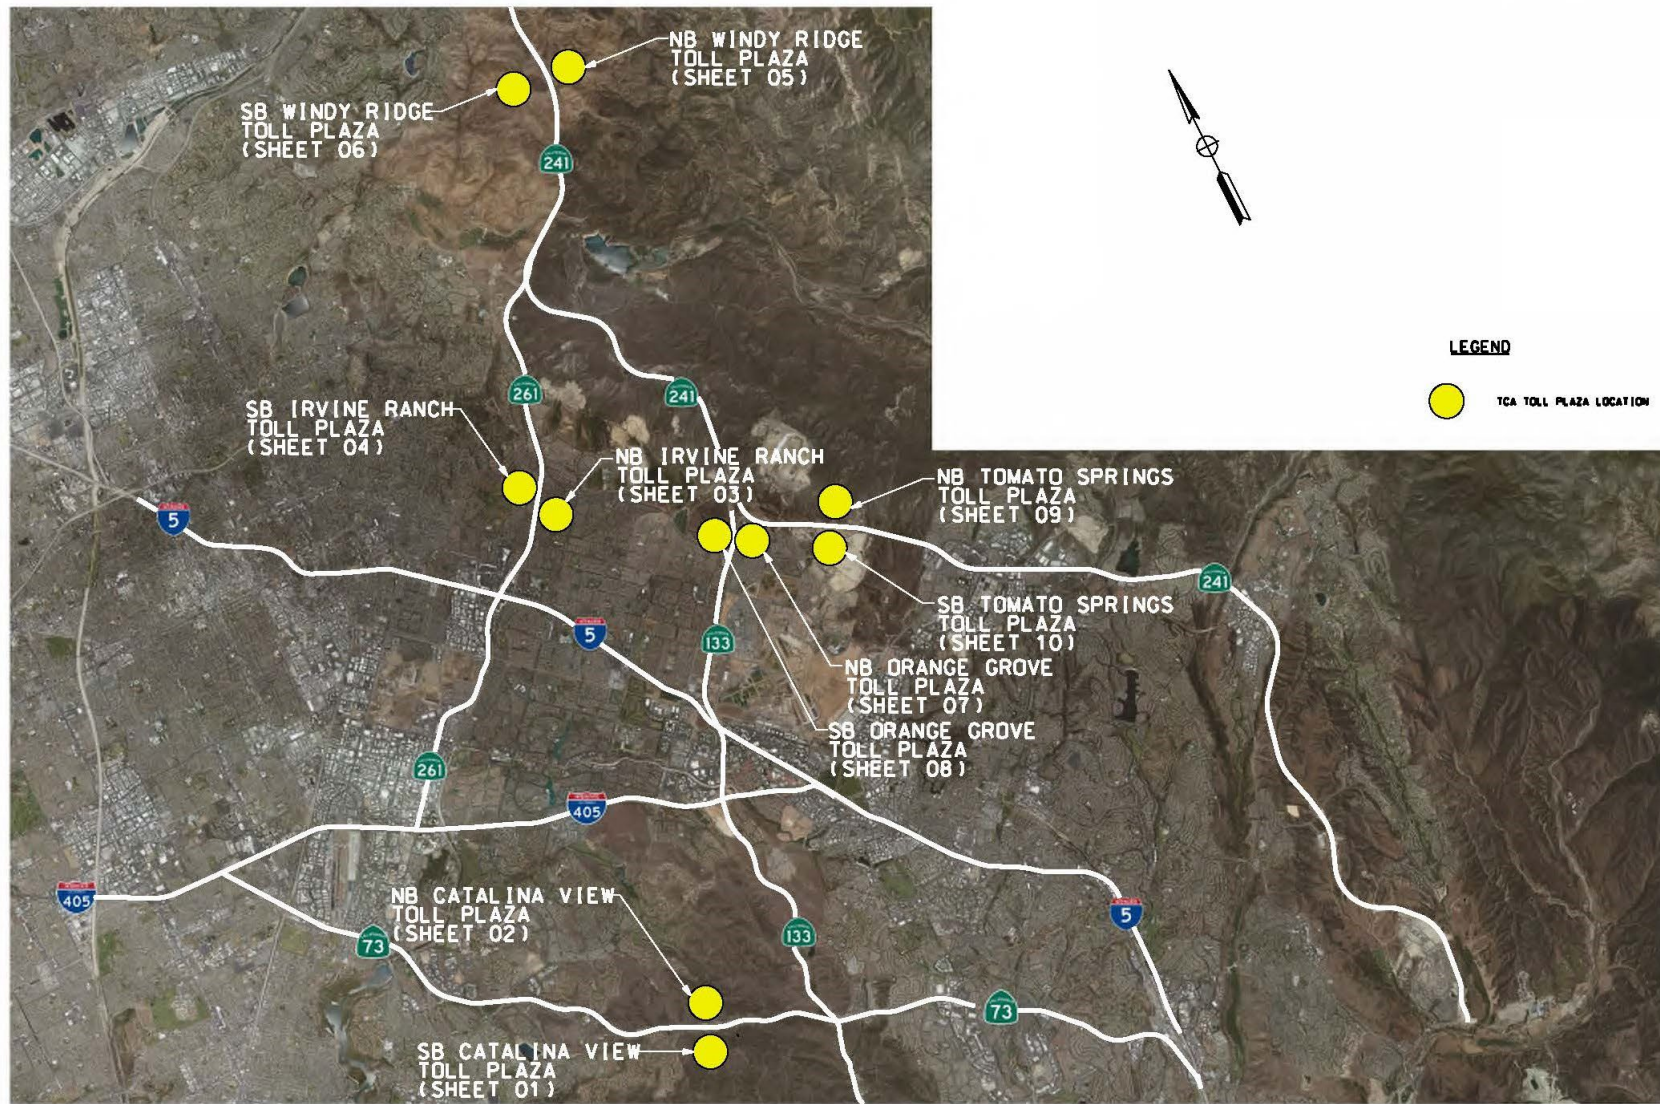 NB WINDY RIDGE
TOLL PLAZA
(SHEET 05)
SB WINDY RIDGE
TOLL PLAZA
(SHEET 06)
241
LEGEND
TCA TOLL PLAZA LOCATION
261
241
SB IRVINE RANCH
TOLL PLAZA
(SHEET 04)
NB IRVINE RANCH
TOLL PLAZA
(SHEET 03)
NB TOMATO SPRINGS
TOLL PLAZA
(SHEET 09)
5
241
SB TOMATO SPRINGS
TOLL PLAZA
(SHEET 10)
5
133
NB ORANGE GROVE
TOLL PLAZA
(SHEET 07)
SB ORANGE GROVE
TOLL PLAZA
(SHEET 08)
261
405
405
NB CATALINA VIEW
TOLL PLAZA
(SHEET 02)
73
133
5
73
SB CATALINA VIEW
TOLL PLAZA
(SHEET 01)